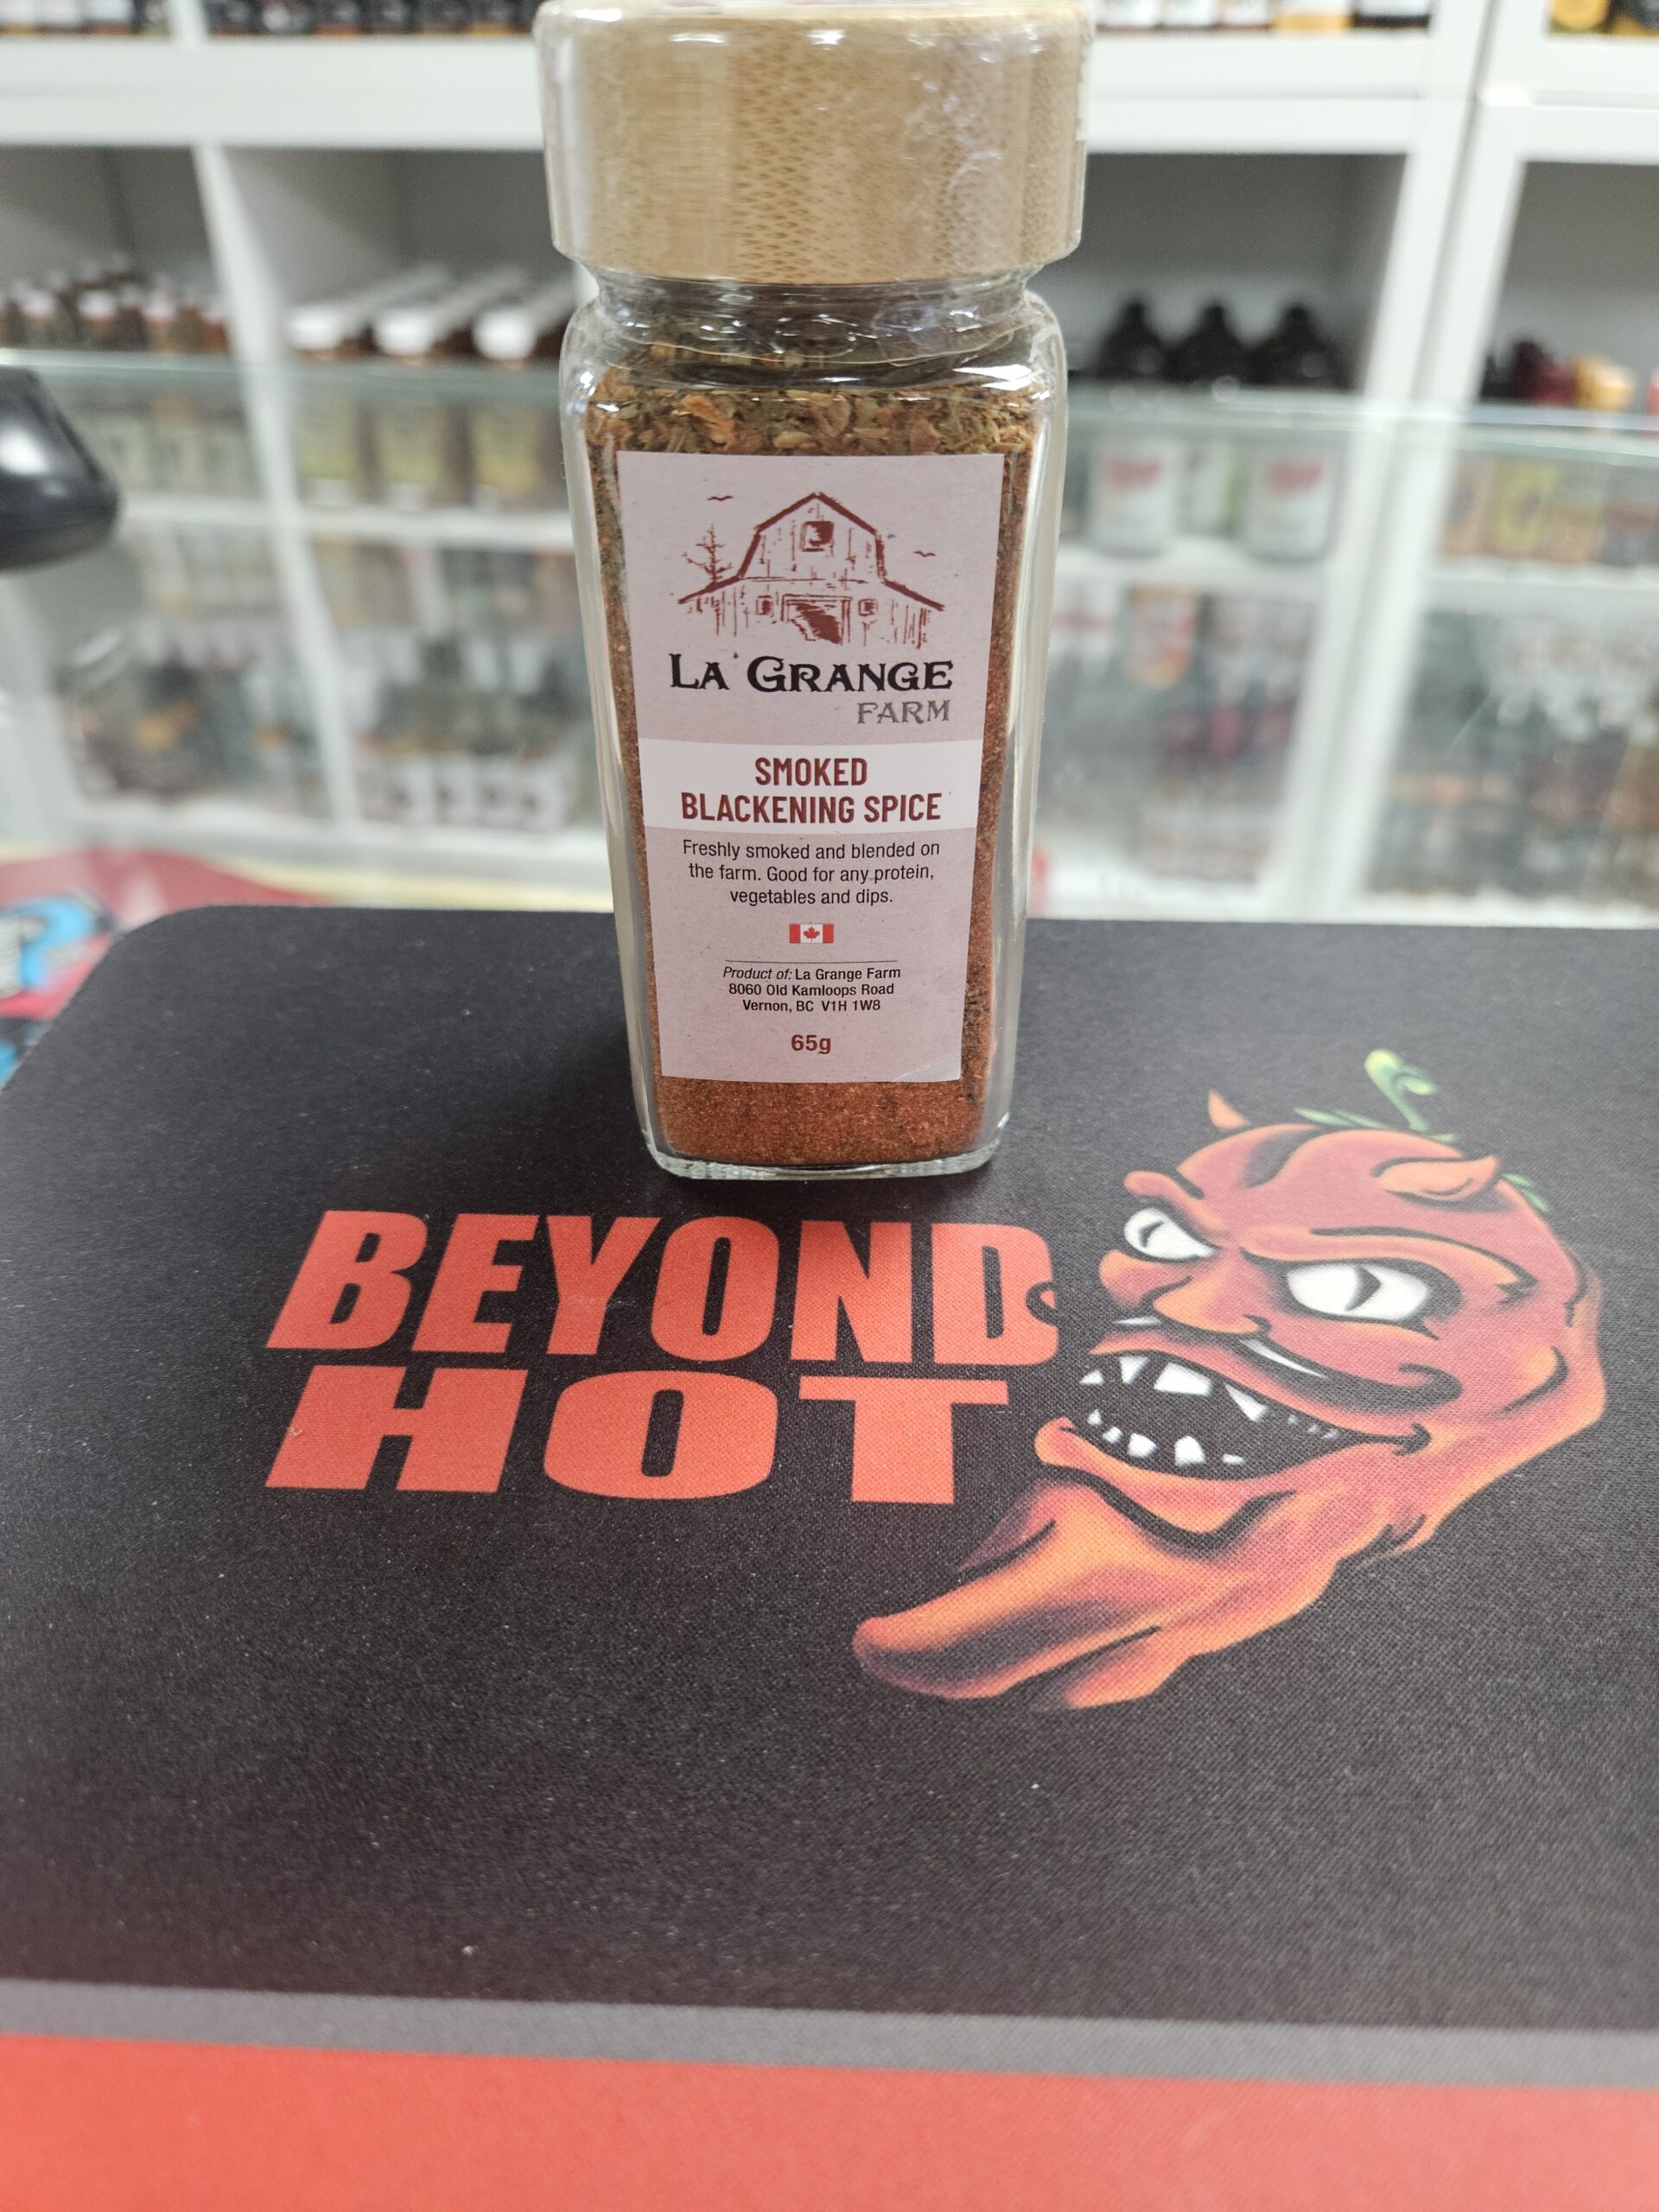 LA GRANGE
FARM
SMOKED
BLACKENING SPICE
Freshly smoked and blended on
the farm. Good for any protein,
vegetables and dips.
Product of: La Grange Farm
8060 Old Kamloops Road
Vernon, BC V1H 1W8
65g
BEYOND
HOT